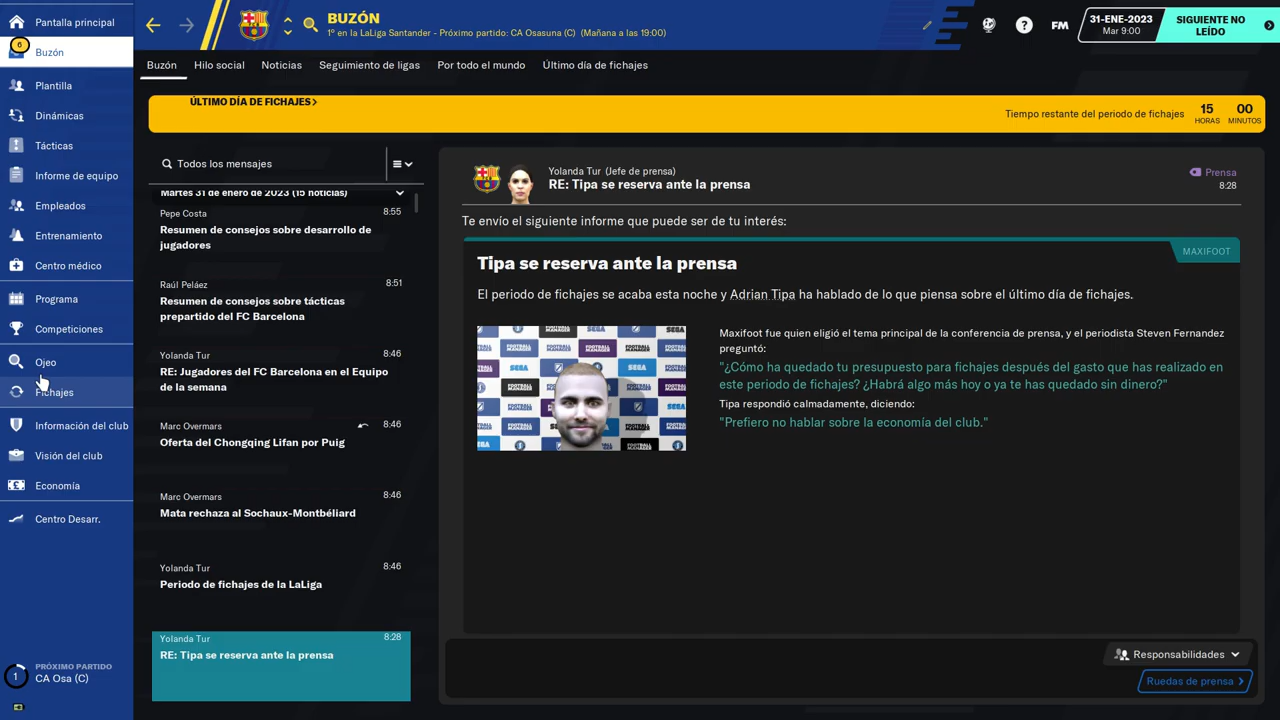 Pantalla principal
6
Buzón
Plantilla
Dinámicas
Tácticas
Informe de equipo
Empleados
Entrenamiento
Centro médico
Programa
Competiciones
Ojeo
Fichajes
Información del club
Visión del club
Economía
Centro Desarr.
PRÓXIMO PARTIDO
1
CA Osa (C)
BUZÓN
1º en la LaLiga Santander - Próximo partido: CA Osasuna (C) (Mañana a las 19:00)
?
FM
31-ENE-2023
Mar 9:00
SIGUIENTE NO
LEÍDO
Buzón
Hilo social
Noticias
Seguimiento de ligas
Por todo el mundo
Último día de fichajes
ÚLTIMO DÍA DE FICHAJES>
Tiempo restante del periodo de fichajes
15
HORAS
00
MINUTOS
Todos los mensajes
Martes 31 de enero de 2023 (15 noticias)
Pepe Costa
8:55
Resumen de consejos sobre desarrollo de
jugadores
Raúl Peláez
8:51
Resumen de consejos sobre tácticas
prepartido del FC Barcelona
Yolanda Tur
8:46
RE: Jugadores del FC Barcelona en el Equipo
de la semana
Marc Overmars
8:46
Oferta del Chongqing Lifan por Puig
Marc Overmars
8:46
Mata rechaza al Sochaux-Montbéliard
Yolanda Tur
8:46
Periodo de fichajes de la LaLiga
Yolanda Tur
8:28
RE: Tipa se reserva ante la prensa
Yolanda Tur (Jefe de prensa)
RE: Tipa se reserva ante la prensa
Prensa
8:28
Te envío el siguiente informe que puede ser de tu interés:
MAXIFOOT
Tipa se reserva ante la prensa
El periodo de fichajes se acaba esta noche y Adrian Tipa ha hablado de lo que piensa sobre el último día de fichajes.
Maxifoot fue quien eligió el tema principal de la conferencia de prensa, y el periodista Steven Fernandez
preguntó:
"¿Cómo ha quedado tu presupuesto para fichajes después del gasto que has realizado en
este periodo de fichajes? ¿Habrá algo más hoy o ya te has quedado sin dinero?"
Tipa respondió calmadamente, diciendo:
"Prefiero no hablar sobre la economía del club."
Responsabilidades
Ruedas de prensa >